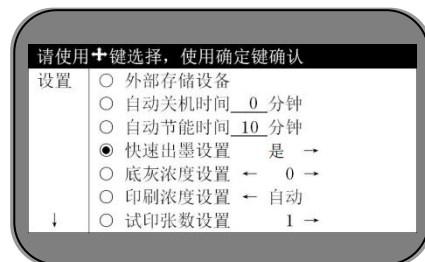 请使用✚键选择，使用确定键确认
设置 ○ 外部存储设备
○ 自动关机时间 0 分钟
○ 自动节能时间 10 分钟
◉ 快速出墨设置 是 →
○ 底灰浓度设置 ← 0 →
○ 印刷浓度设置 ← 自动
↓ ○ 试印张数设置 1 →